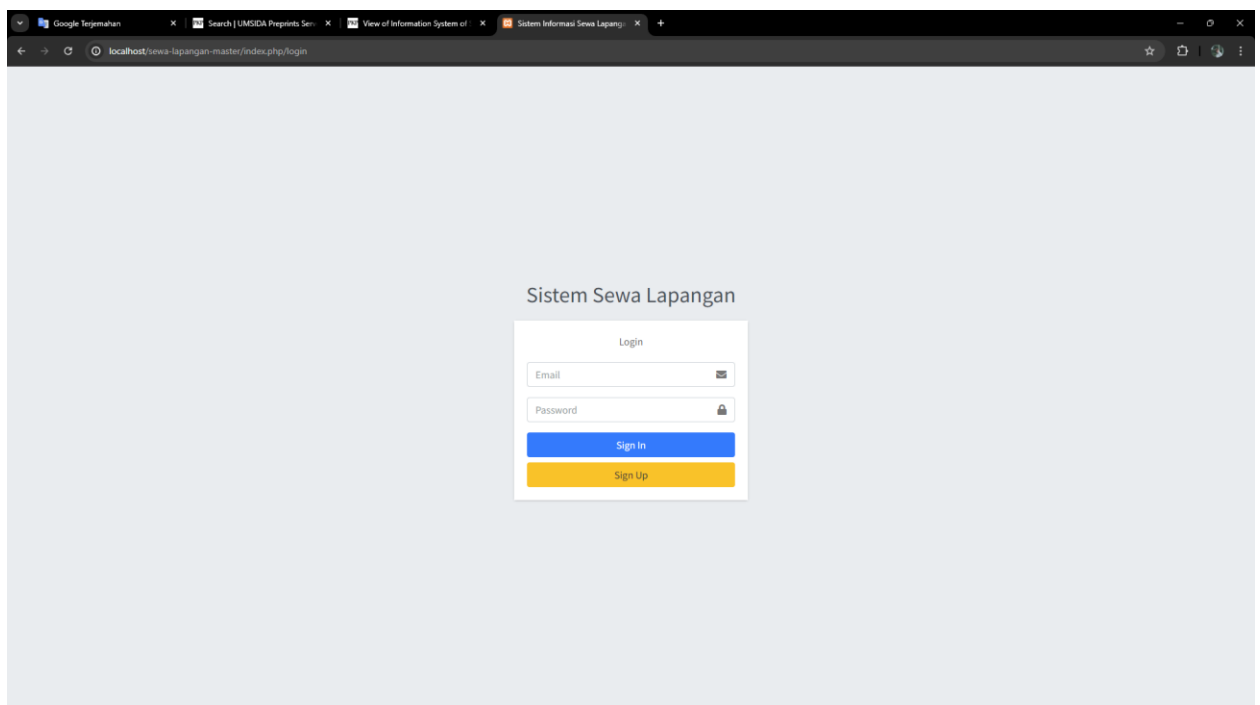 Google Terjemahan
Search | UMSIDA Preprints Serv
View of Information System of
Sistem Informasi Sewa Lapang
localhost/sewa-lapangan-master/index.php/login
Sistem Sewa Lapangan
Login
Email
Password
Sign In
Sign Up